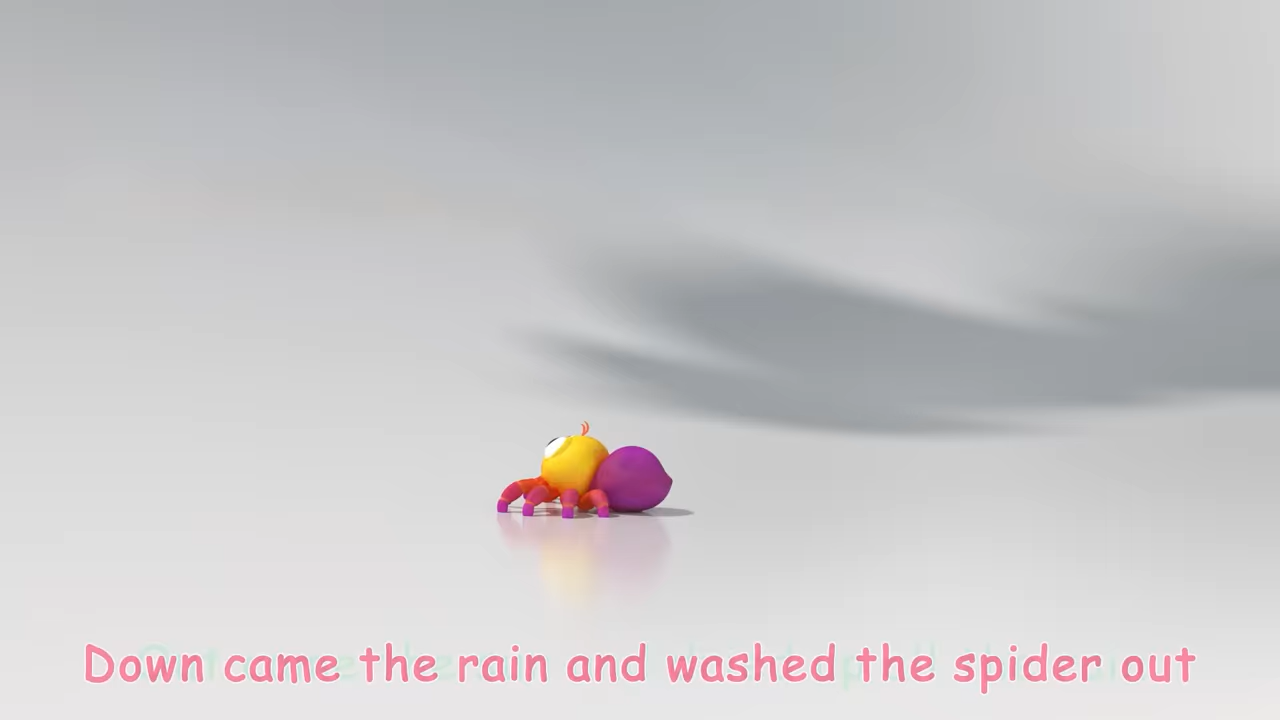 Down came the rain and washed the spider out